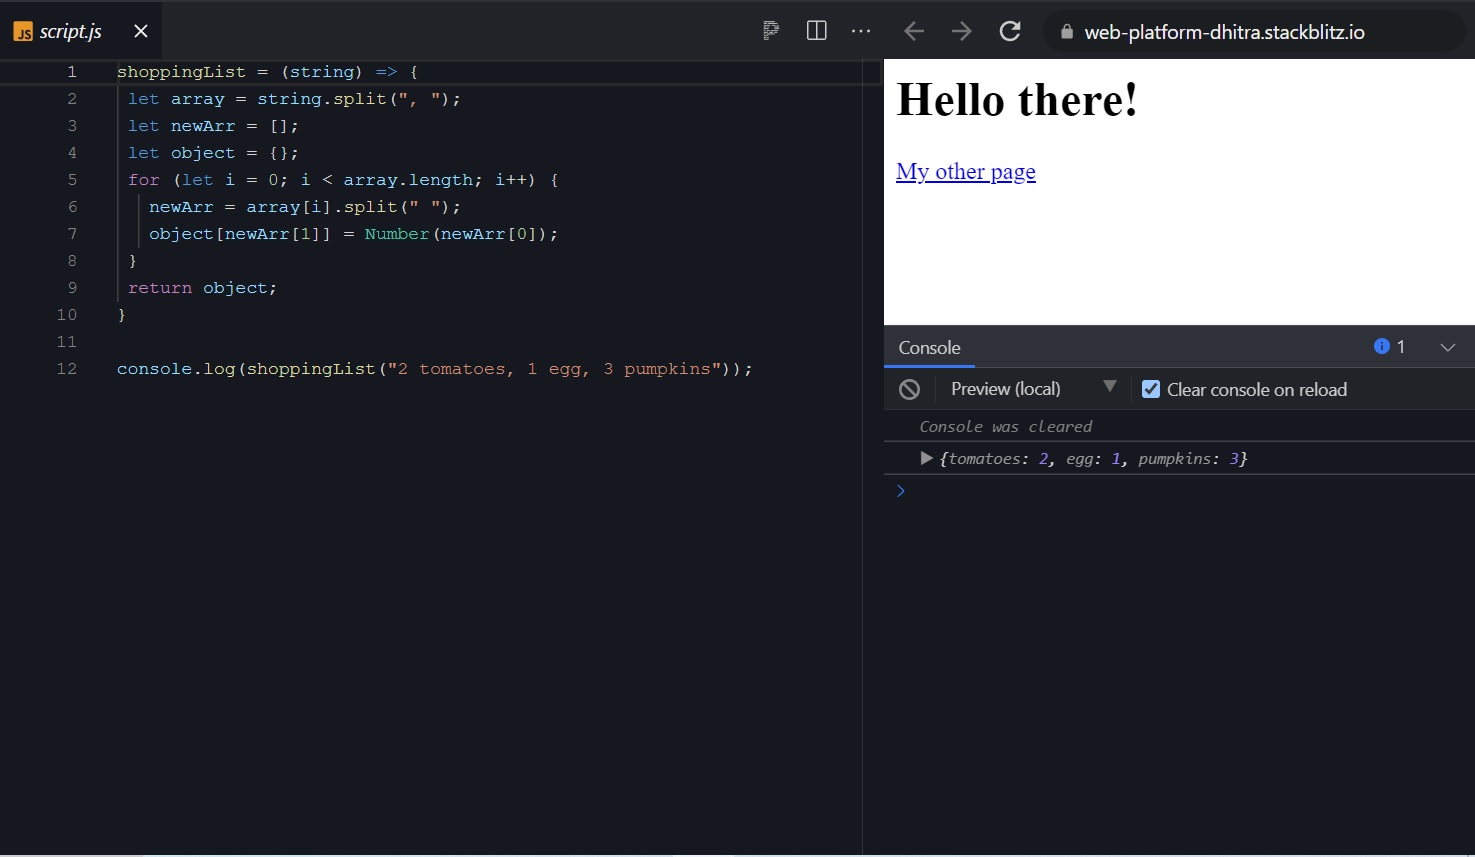 JS script.js
web-platform-dhitra.stackblitz.io
1 shoppingList = (string) => {
2 let array = string.split(", ");
3 let newArr = [];
4 let object = {};
5 for (let i = 0; i < array.length; i++) {
6 newArr = array[i].split(" ");
7 object[newArr[1]] = Number(newArr[0]);
8 }
9 return object;
10 }
11
12 console.log(shoppingList("2 tomatoes, 1 egg, 3 pumpkins"));
Hello there!
My other page
Console 1
Preview (local) Clear console on reload
Console was cleared
{tomatoes: 2, egg: 1, pumpkins: 3}